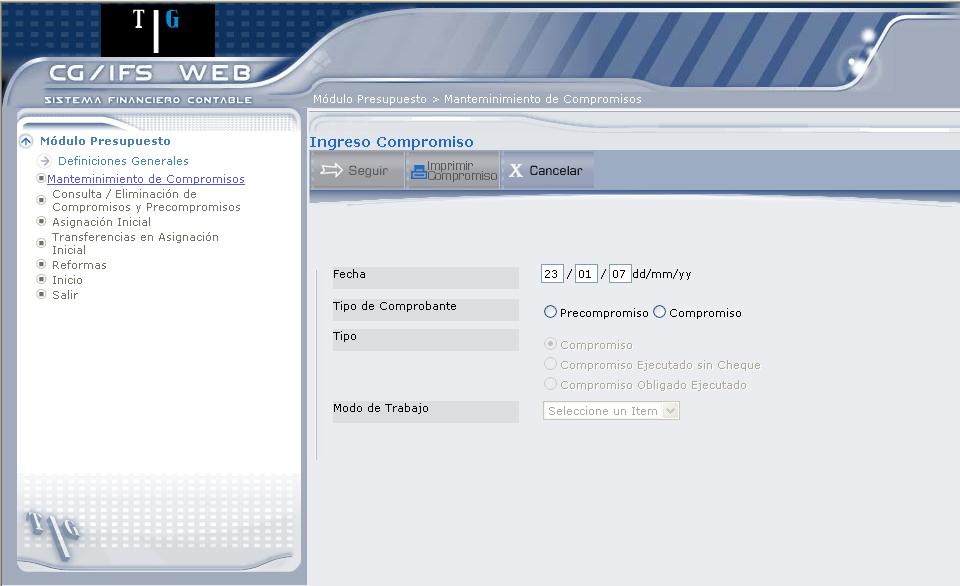 T|G
CG/IFS WEB
SISTEMA FINANCIERO CONTABLE
Módulo Presupuesto > Manteminimiento de Compromisos
Módulo Presupuesto
Definiciones Generales
Manteminimiento de Compromisos
Consulta / Eliminación de
Compromisos y Precompromisos
Asignación Inicial
Transferencias en Asignación
Inicial
Reformas
Inicio
Salir
T|G
Ingreso Compromiso
Seguir
Imprimir
Compromiso
X Cancelar
Fecha
23 / 01 / 07 dd/mm/yy
Tipo de Comprobante
Precompromiso Compromiso
Tipo
Compromiso
Compromiso Ejecutado sin Cheque
Compromiso Obligado Ejecutado
Modo de Trabajo
Seleccione un Item